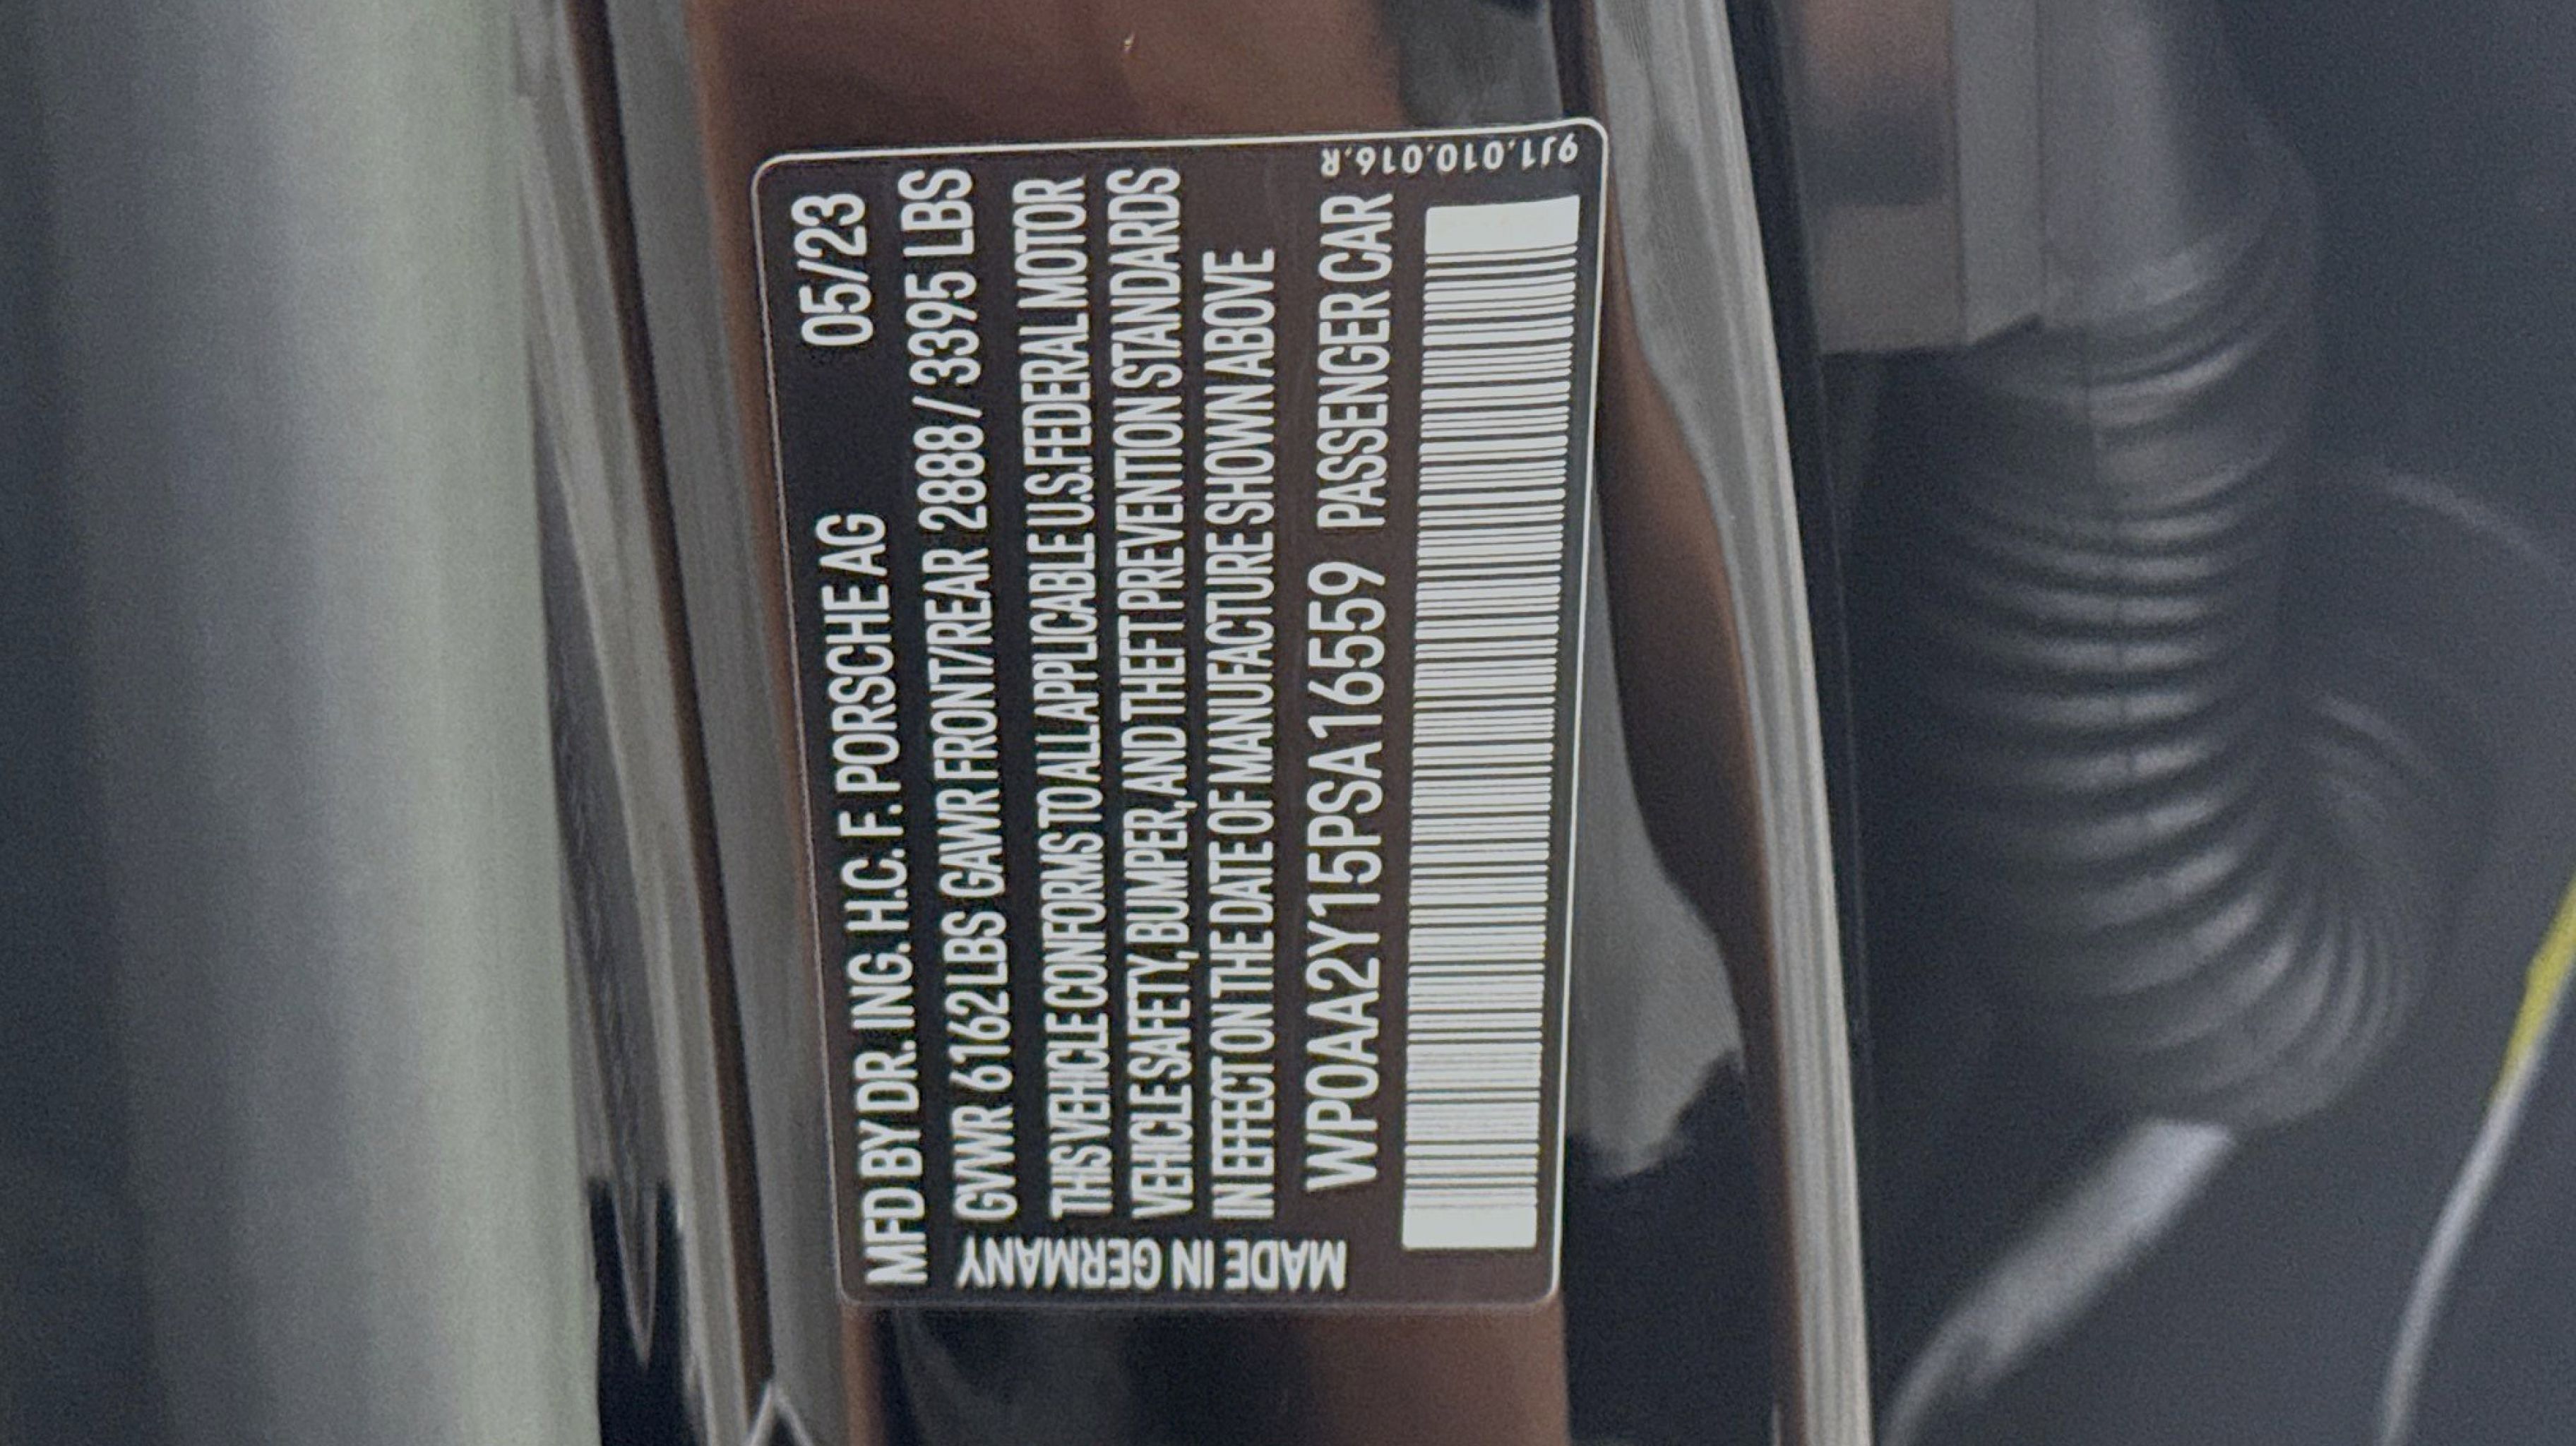 MFD BY DR. ING. H.C. F. PORSCHE AG 05/23
GVWR 6162 LBS GAWR FRONT/REAR 2888 / 3395 LBS
THIS VEHICLE CONFORMS TO ALL APPLICABLE U.S. FEDERAL MOTOR
VEHICLE SAFETY, BUMPER, AND THEFT PREVENTION STANDARDS
IN EFFECT ON THE DATE OF MANUFACTURE SHOWN ABOVE
WP0AA2Y15PSA16559 PASSENGER CAR
MADE IN GERMANY
9J1.010.016.R